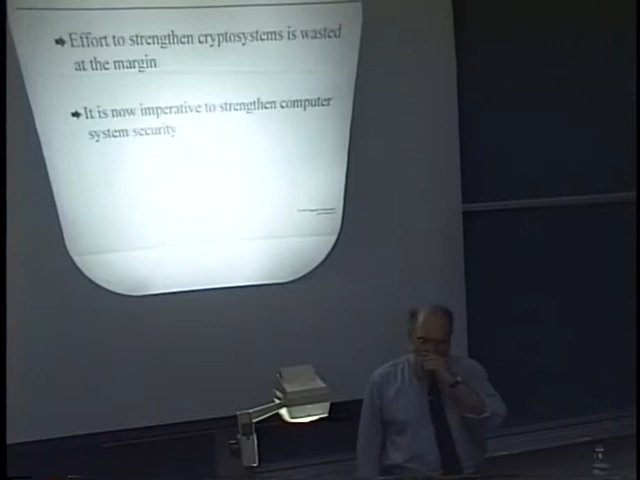 ➨Effort to strengthen cryptosystems is wasted
at the margin
➨It is now imperative to strengthen computer
system security